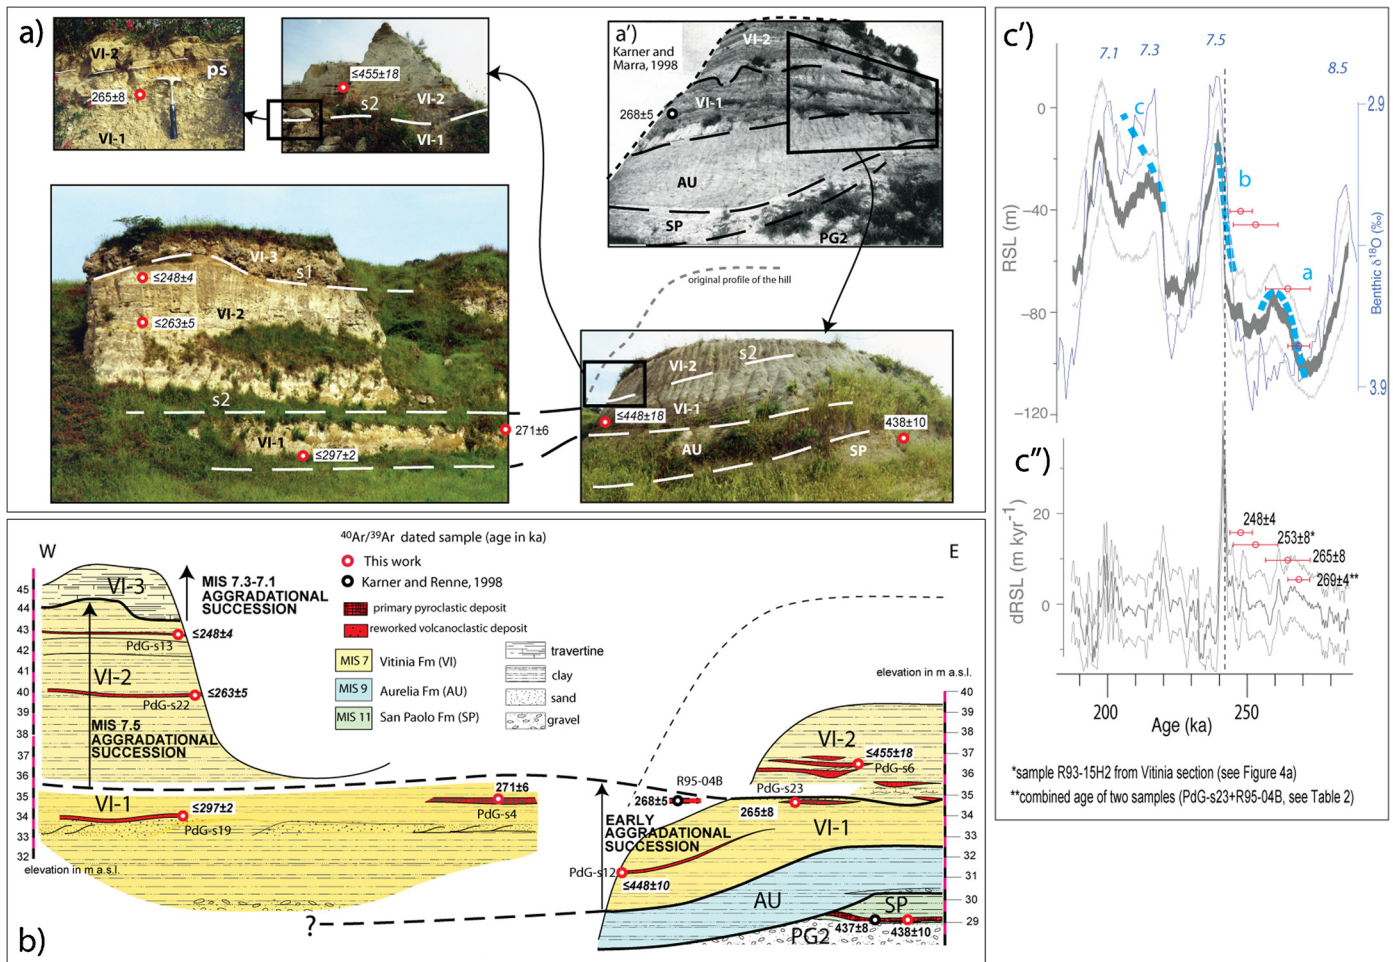 a)
VI-2
ps
265±8
VI-1
≤455±18
s2
VI-2
VI-1
a')
Karner and
Marra, 1998
VI-2
VI-1
268±5
AU
SP
PG2
VI-3
s1
≤248±4
VI-2
≤263±5
s2
VI-1
271±6
≤297±2
original profile of the hill
s2
VI-2
VI-1
≤448±18
438±10
AU
SP
b)
W
E
40Ar/39Ar dated sample (age in ka)
This work
Karner and Renne, 1998
primary pyroclastic deposit
reworked volcanoclastic deposit
MIS 7 Vitinia Fm (VI)
MIS 9 Aurelia Fm (AU)
MIS 11 San Paolo Fm (SP)
travertine
clay
sand
gravel
VI-3
MIS 7.3-7.1
AGGRADATIONAL
SUCCESSION
≤248±4
PdG-s13
VI-2
≤263±5
PdG-s22
MIS 7.5
AGGRADATIONAL
SUCCESSION
45
44
43
42
41
40
39
38
37
36
35
34
33
32
elevation in m a.s.l.
VI-1
≤297±2
PdG-s19
271±6
PdG-s4
?
R95-04B
268±5
EARLY
AGGRADATIONAL
SUCCESSION
PdG-s12
≤448±10
elevation in m a.s.l.
VI-2
≤455±18
PdG-s6
PdG-s23
265±8
VI-1
AU
SP
PG2
437±8
438±10
40
39
38
37
36
35
34
33
32
31
30
29
c')
7.1
7.3
7.5
8.5
c
b
a
RSL (m)
0
−40
−80
−120
2.9
Benthic δ18O (‰)
3.9
c'')
dRSL (m kyr-1)
20
0
248±4
253±8*
265±8
269±4**
200
250
Age (ka)
*sample R93-15H2 from Vitinia section (see Figure 4a)
**combined age of two samples (PdG-s23+R95-04B, see Table 2)